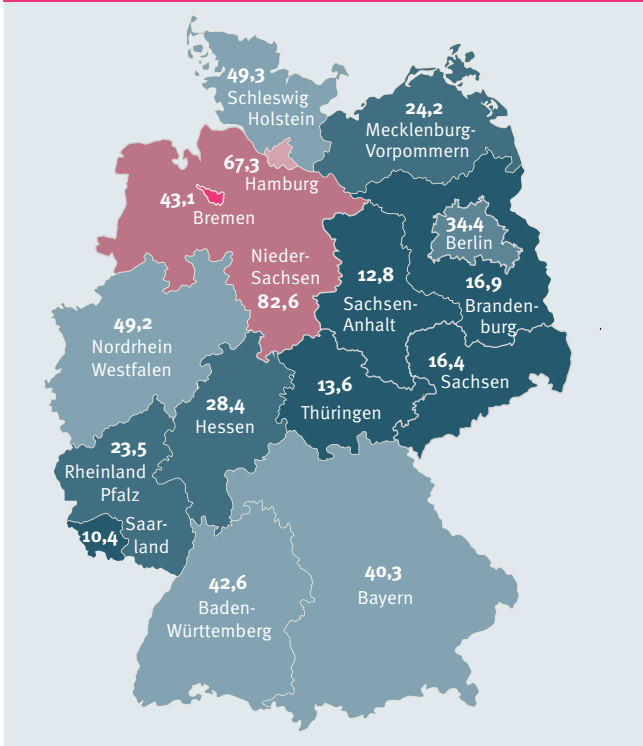 49,3
Schleswig
Holstein
24,2
Mecklenburg-
Vorpommern
67,3
Hamburg
43,1
Bremen
34,4
Berlin
Nieder-
Sachsen
82,6
12,8
Sachsen-
Anhalt
16,9
Branden-
burg
49,2
Nordrhein
Westfalen
16,4
Sachsen
13,6
Thüringen
28,4
Hessen
23,5
Rheinland
Pfalz
Saar-
land
10,4
42,6
Baden-
Württemberg
40,3
Bayern